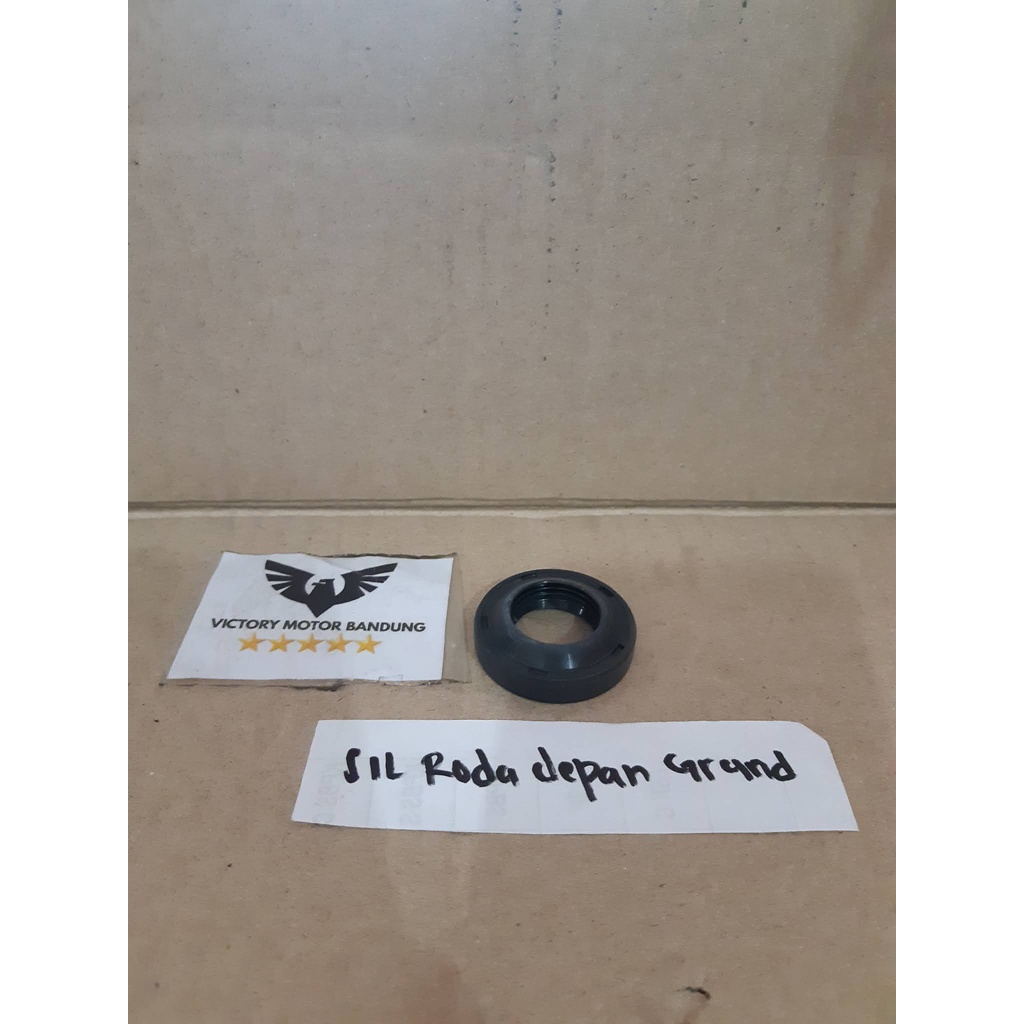 VICTORY MOTOR BANDUNG
SIL Roda depan Grand